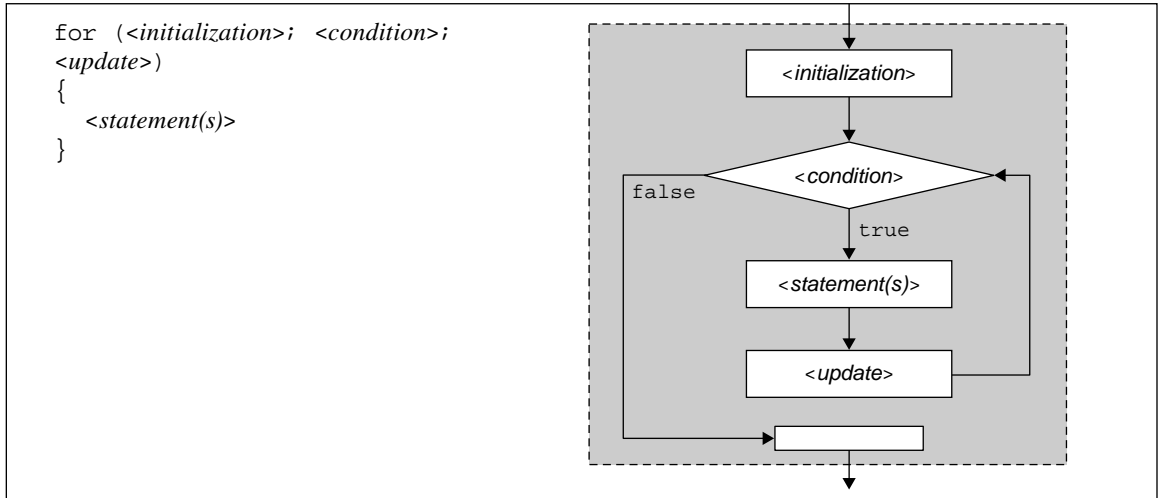 for (<initialization>; <condition>;
<update>)
{
<statement(s)>
}
<initialization>
<condition>
false
true
<statement(s)>
<update>